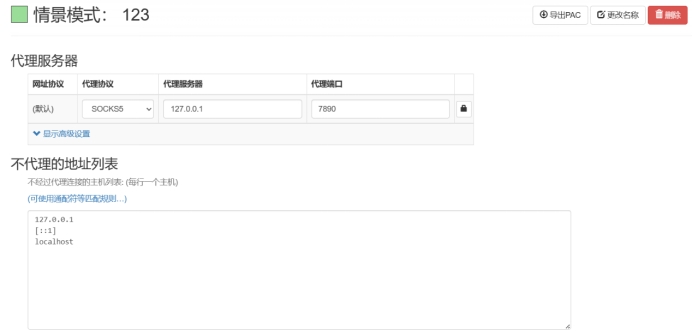 情景模式： 123
导出PAC
更改名称
删除
代理服务器
网址协议 代理协议 代理服务器 代理端口
(默认) SOCKS5 127.0.0.1 7890
显示高级设置
不代理的地址列表
不经过代理连接的主机列表: (每行一个主机)
(可使用通配符等匹配规则…)
127.0.0.1
[::1]
localhost